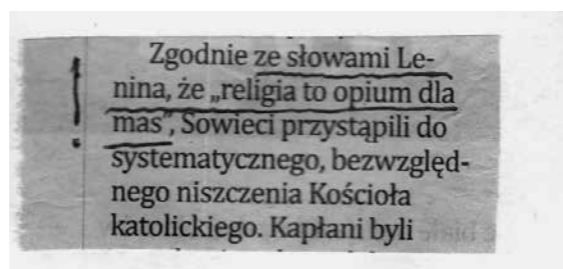 Zgodnie ze słowami Le-
nina, że „religia to opium dla
mas”, Sowieci przystąpili do
systematycznego, bezwzględ-
nego niszczenia Kościoła
katolickiego. Kapłani byli